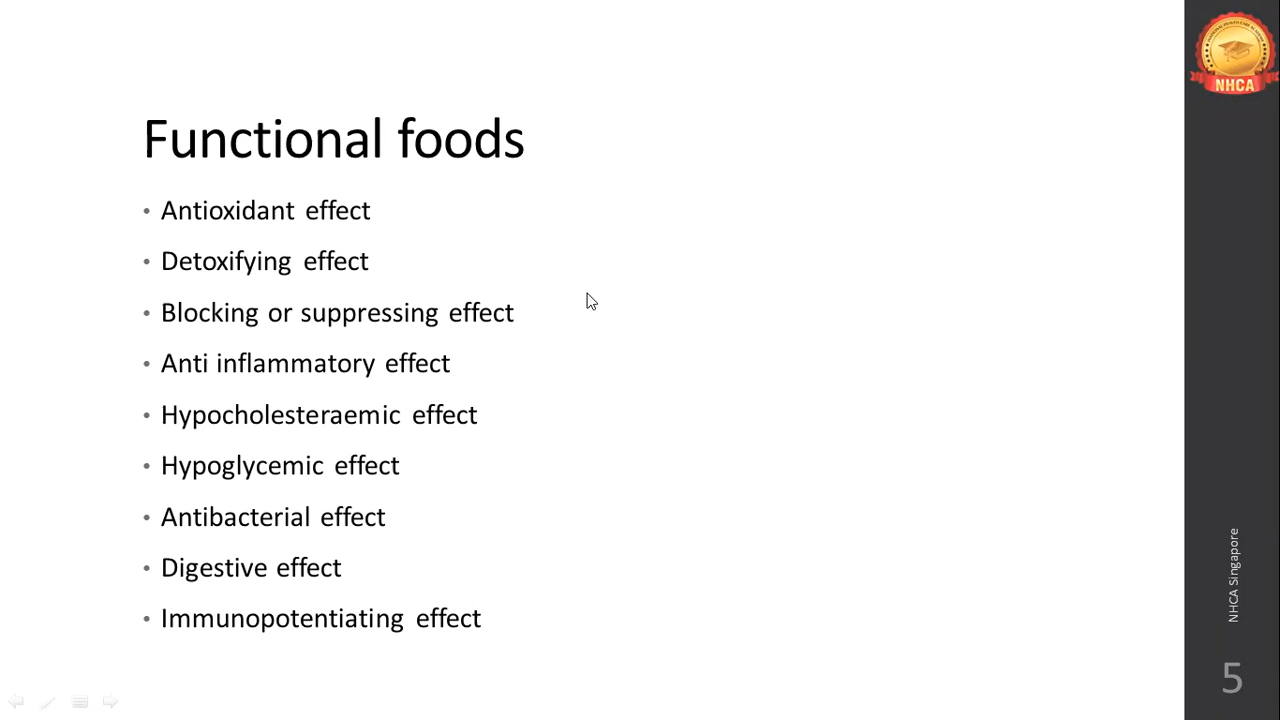 Functional foods
• Antioxidant effect
• Detoxifying effect
• Blocking or suppressing effect
• Anti inflammatory effect
• Hypocholesteraemic effect
• Hypoglycemic effect
• Antibacterial effect
• Digestive effect
• Immunopotentiating effect
NHCA
NHCA Singapore
5